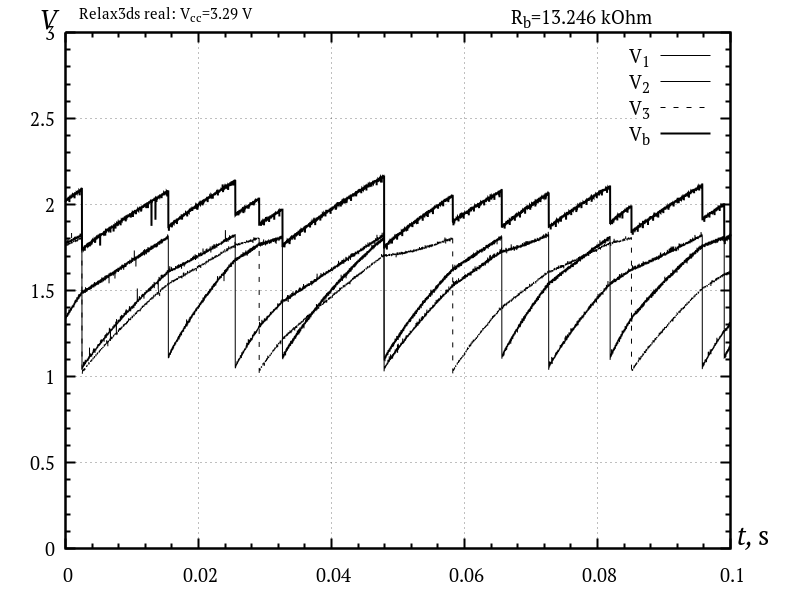 V
Relax3ds real: Vcc=3.29 V
Rb=13.246 kOhm
V1
V2
V3
Vb
3
2.5
2
1.5
1
0.5
0
0
0.02
0.04
0.06
0.08
0.1
t, s